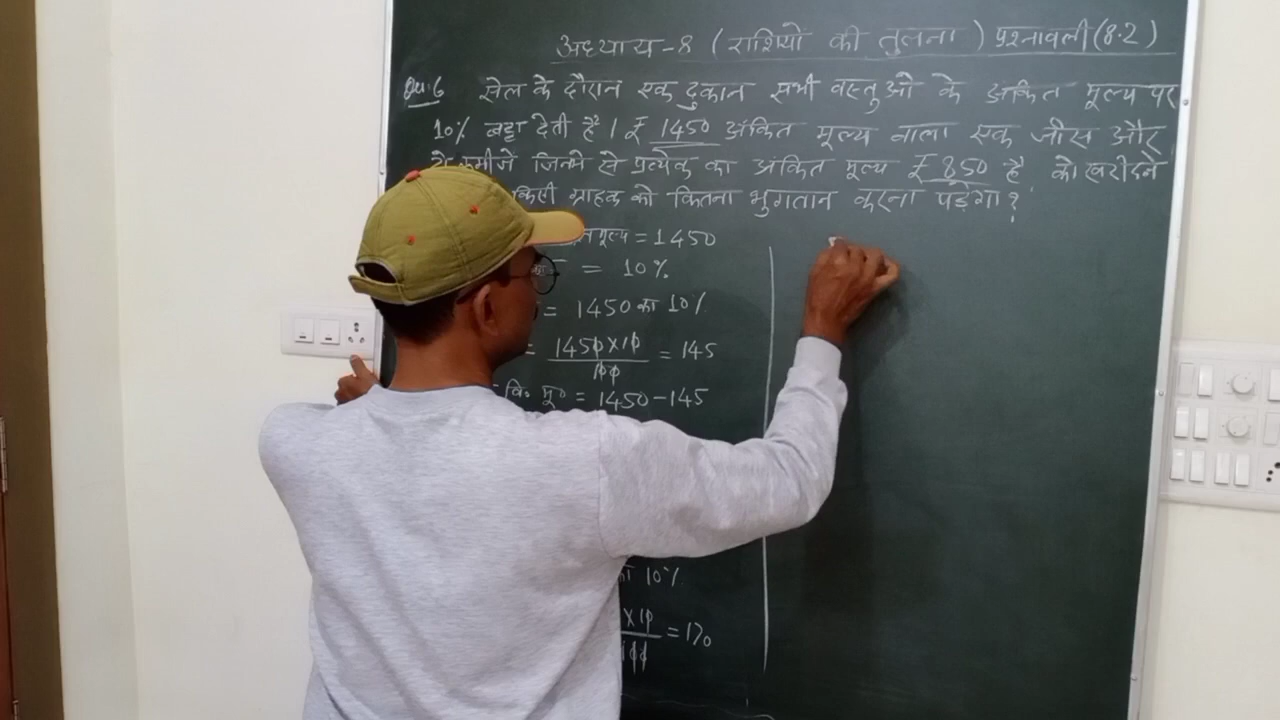 अध्याय-8 (राशियो की तुलना) प्रश्नावली (8.2)
Que.6 सेल के दौरान एक दुकान सभी वस्तुओ के अंकित मूल्य पर
10% बट्टा देती है। ₹ 1450 अंकित मूल्य वाला एक जीस और
जिनमे से प्रत्येक का अंकित मूल्य ₹ 850 है को खरीदने
किसी ग्राहक को कितना भुगतान करना पड़ेगा?
मूल्य = 1450
= 10%
= 1450 का 10%
= 1450×10/100 = 145
वि० मू० = 1450-145
का 10%
×10/100 = 170